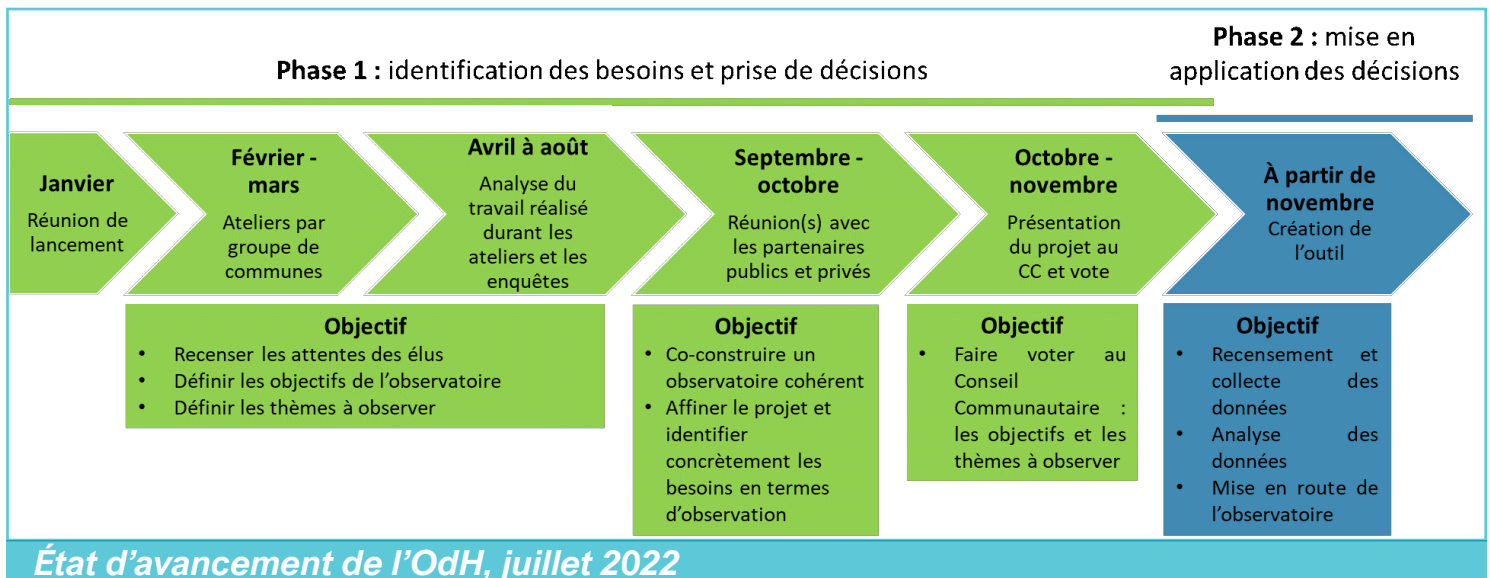 Phase 1 : identification des besoins et prise de décisions
Phase 2 : mise en
application des décisions
Janvier
Réunion de
lancement
Février -
mars
Ateliers par
groupe de
communes
Avril à août
Analyse du
travail réalisé
durant les
ateliers et les
enquêtes
Septembre -
octobre
Réunion(s) avec
les partenaires
publics et privés
Octobre -
novembre
Présentation
du projet au
CC et vote
À partir de
novembre
Création de
l'outil
Objectif
• Recenser les attentes des élus
• Définir les objectifs de l'observatoire
• Définir les thèmes à observer
Objectif
• Co-construire un
observatoire cohérent
• Affiner le projet et
identifier
concrètement les
besoins en termes
d'observation
Objectif
• Faire voter au
Conseil
Communautaire :
les objectifs et les
thèmes à observer
Objectif
• Recensement et
collecte des
données
• Analyse des
données
• Mise en route de
l'observatoire
État d'avancement de l'OdH, juillet 2022